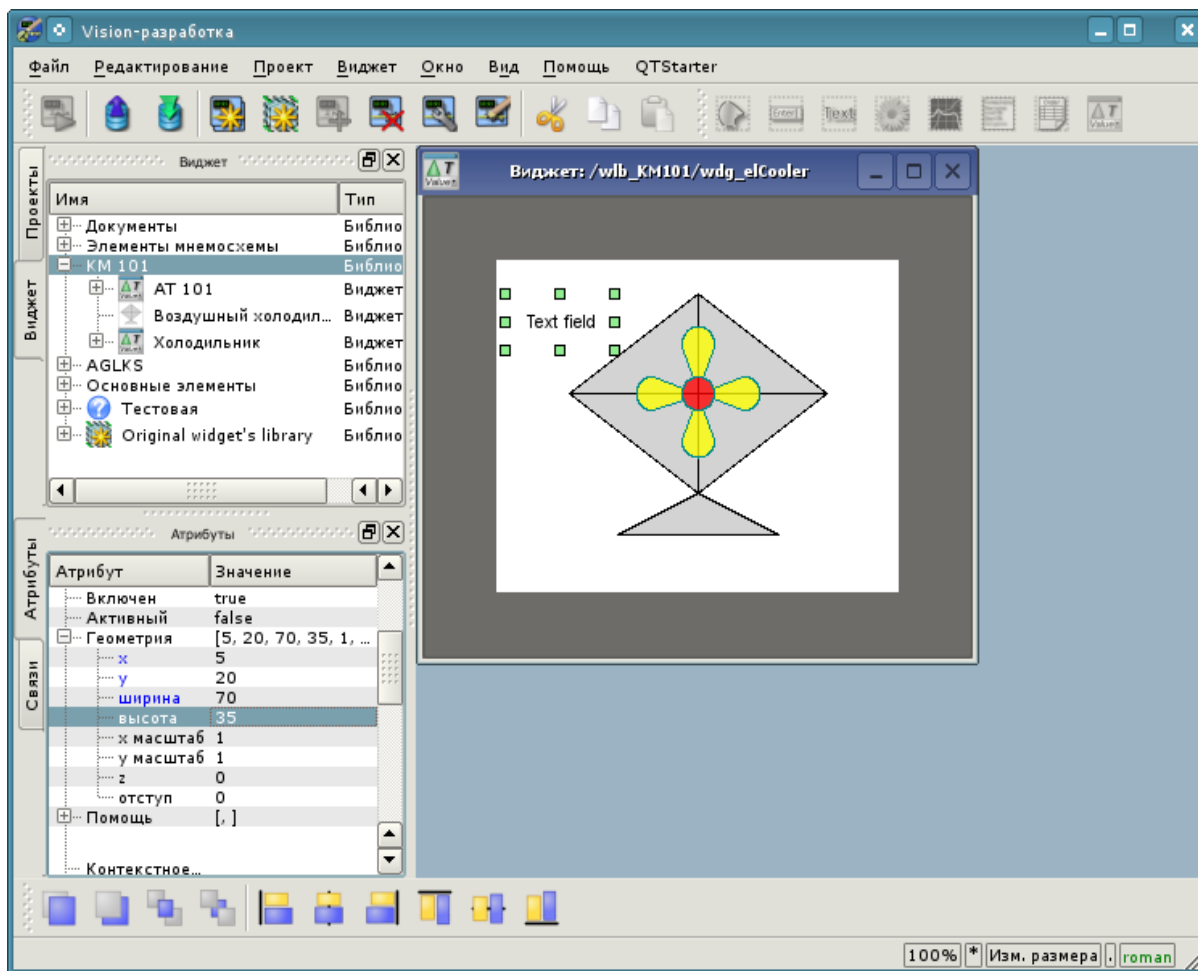 Vision-разработка
Файл Редактирование Проект Виджет Окно Вид Помощь QTStarter
Enter Text ΔT
Проекты
Виджет
Виджет
Имя Тип
Документы Библио
Элементы мнемосхемы Библио
КМ 101 Библио
АТ 101 Виджет
Воздушный холодил... Виджет
Холодильник Виджет
AGLKS Библио
Основные элементы Библио
Тестовая Библио
Original widget's library Библио
Атрибуты
Связи
Атрибуты
Атрибут Значение
Включен true
Активный false
Геометрия [5, 20, 70, 35, 1, ...
x 5
y 20
ширина 70
высота 35
x масштаб 1
y масштаб 1
z 0
отступ 0
Помощь [, ]
Контекстное...
Виджет: /wlb_KM101/wdg_elCooler
Text field
100% * Изм. размера . roman